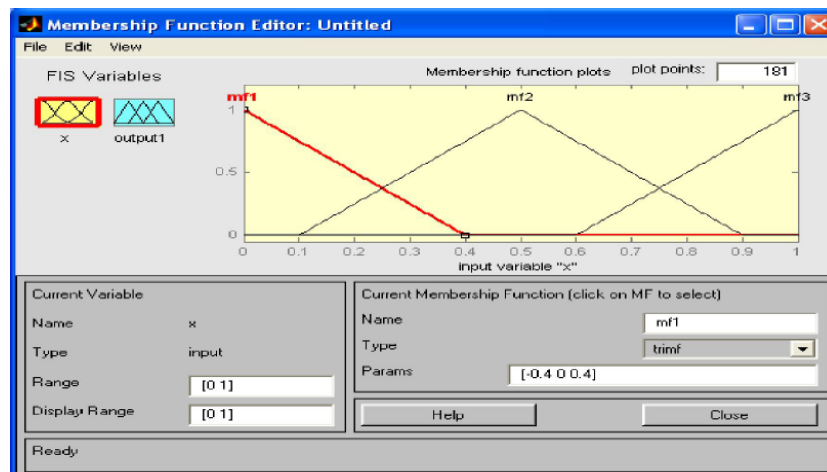 Membership Function Editor: Untitled
File Edit View
FIS Variables
Membership function plots plot points: 181
mf1 mf2 mf3
x output1
1
0.5
0
0 0.1 0.2 0.3 0.4 0.5 0.6 0.7 0.8 0.9 1
input variable "x"
Current Variable
Name x
Type input
Range [0 1]
Display Range [0 1]
Current Membership Function (click on MF to select)
Name mf1
Type trimf
Params [-0.4 0 0.4]
Help Close
Ready